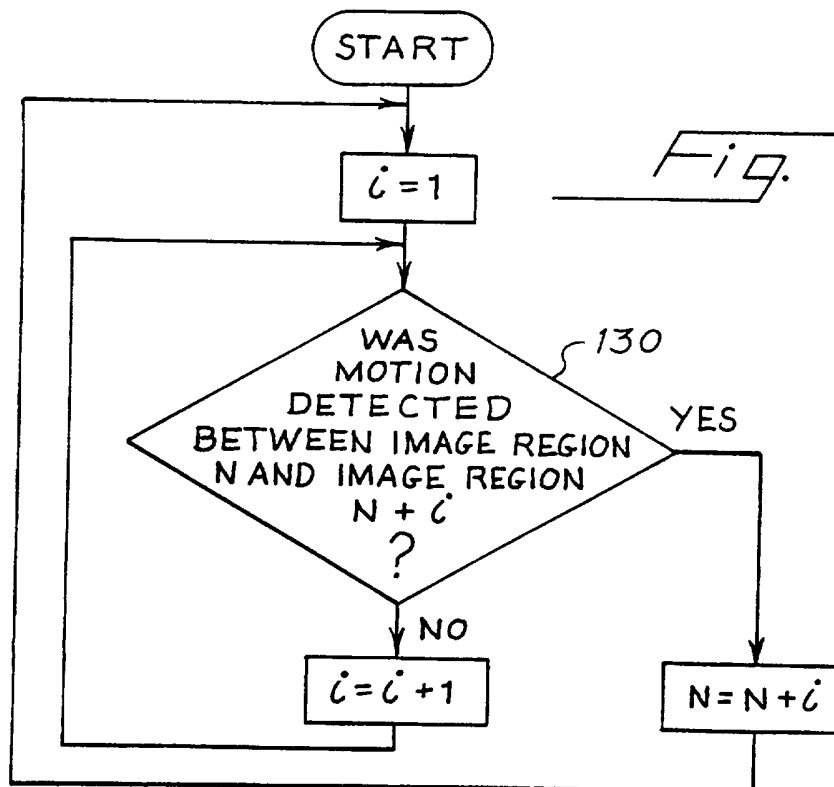 START
Fig.
i = 1
130
WAS
MOTION
DETECTED
BETWEEN IMAGE REGION
N AND IMAGE REGION
N + i
?
YES
NO
i = i + 1
N = N + i